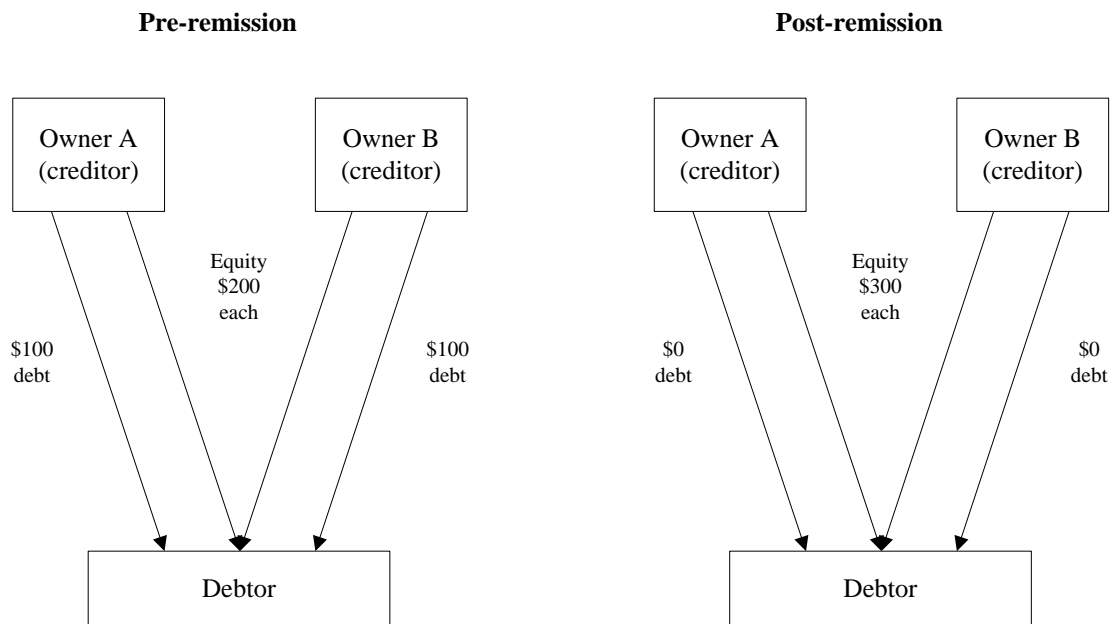 Pre-remission
Owner A
(creditor)
Owner B
(creditor)
Equity
$200
each
$100
debt
$100
debt
Debtor
Post-remission
Owner A
(creditor)
Owner B
(creditor)
Equity
$300
each
$0
debt
$0
debt
Debtor